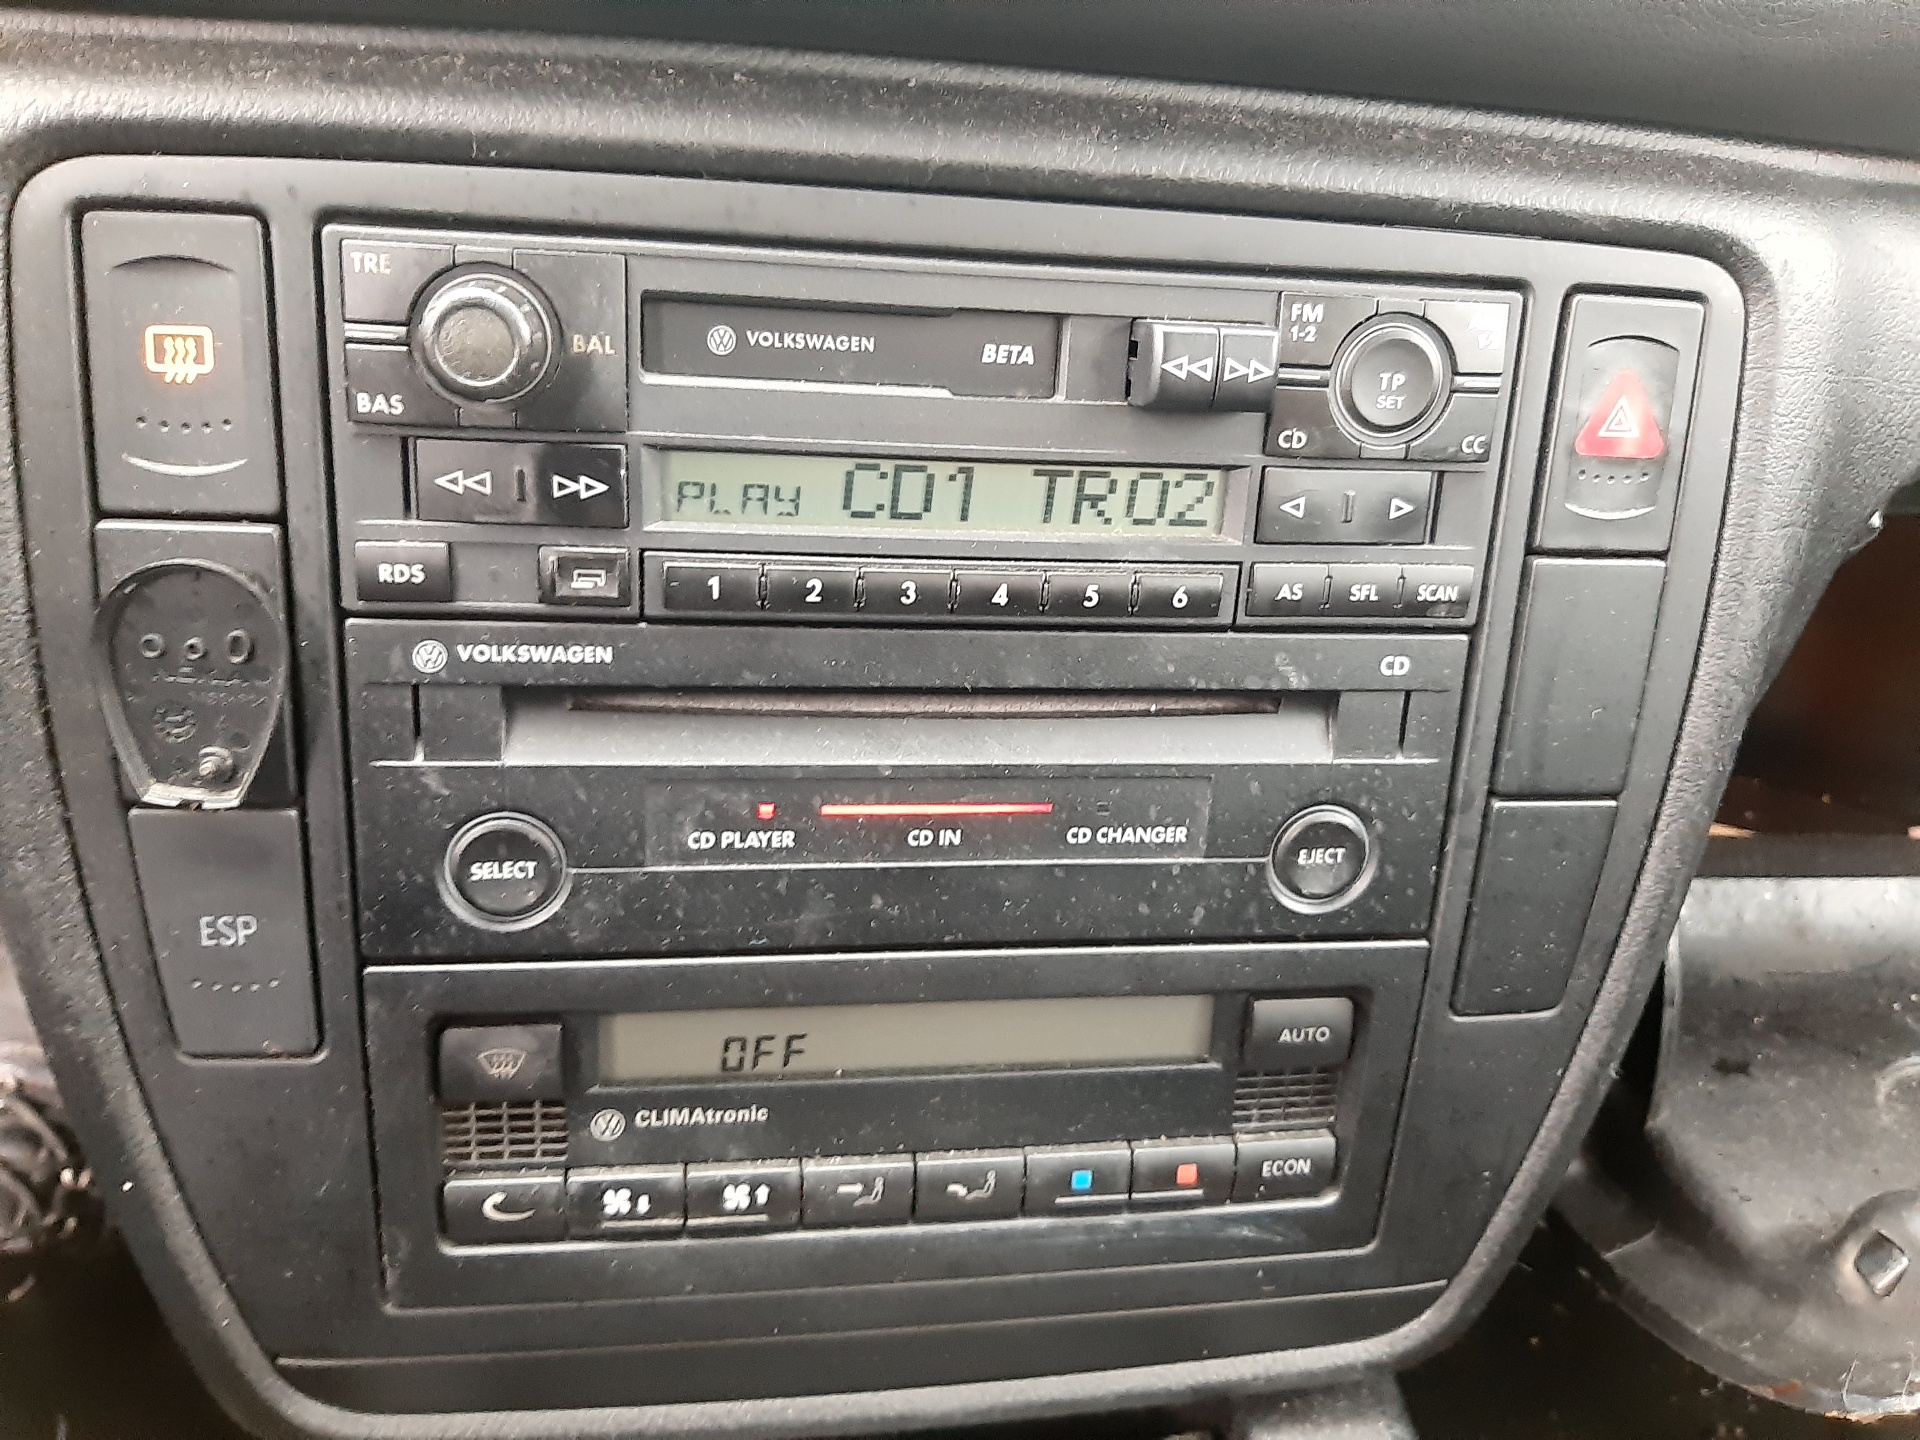 TRE
BAL
BAS
VOLKSWAGEN
BETA
FM
1-2
TP
SET
CD
CC
PLAY CD1 TR02
RDS
1 2 3 4 5 6
AS SFL SCAN
VOLKSWAGEN
CD
CD PLAYER
CD IN
CD CHANGER
SELECT
EJECT
ESP
OFF
AUTO
CLIMAtronic
ECON